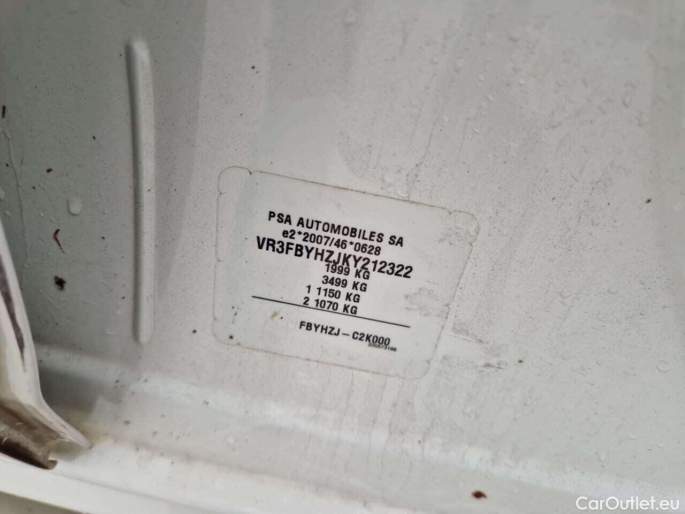 PSA AUTOMOBILES SA
e2*2007/46*0628
VR3FBYHZJKY212322
1999 KG
3499 KG
1 1150 KG
2 1070 KG
FBYHZJ-C2K000
CarOutlet.eu